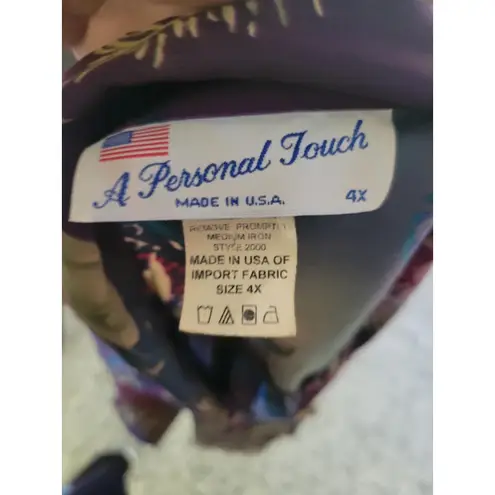 A Personal Touch
MADE IN U.S.A.
4X
REMOVE PROMPTLY
MEDIUM IRON
STYLE 2000
MADE IN USA OF
IMPORT FABRIC
SIZE 4X